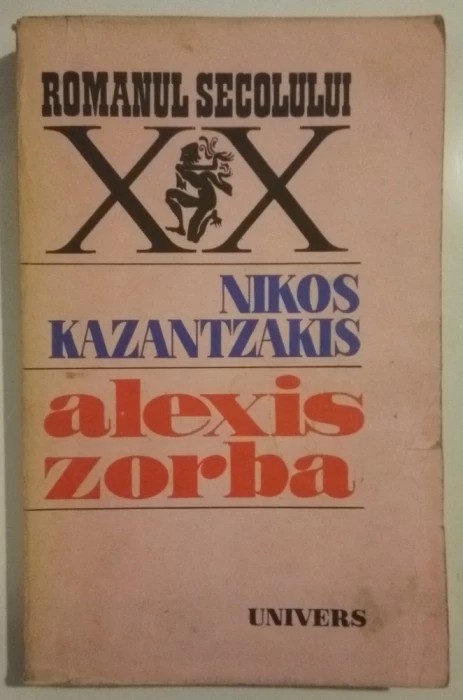 ROMANUL SECOLULUI
XX
NIKOS
KAZANTZAKIS
alexis
zorba
UNIVERS